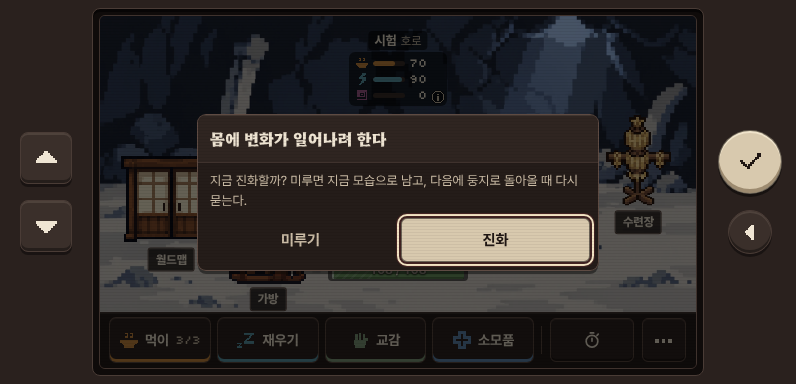 시험 호로
70
90
0
몸에 변화가 일어나려 한다
지금 진화할까? 미루면 지금 모습으로 남고, 다음에 둥지로 돌아올 때 다시
묻는다.
미루기
진화
월드맵
수련장
가방
먹이 3/3
재우기
교감
소모품